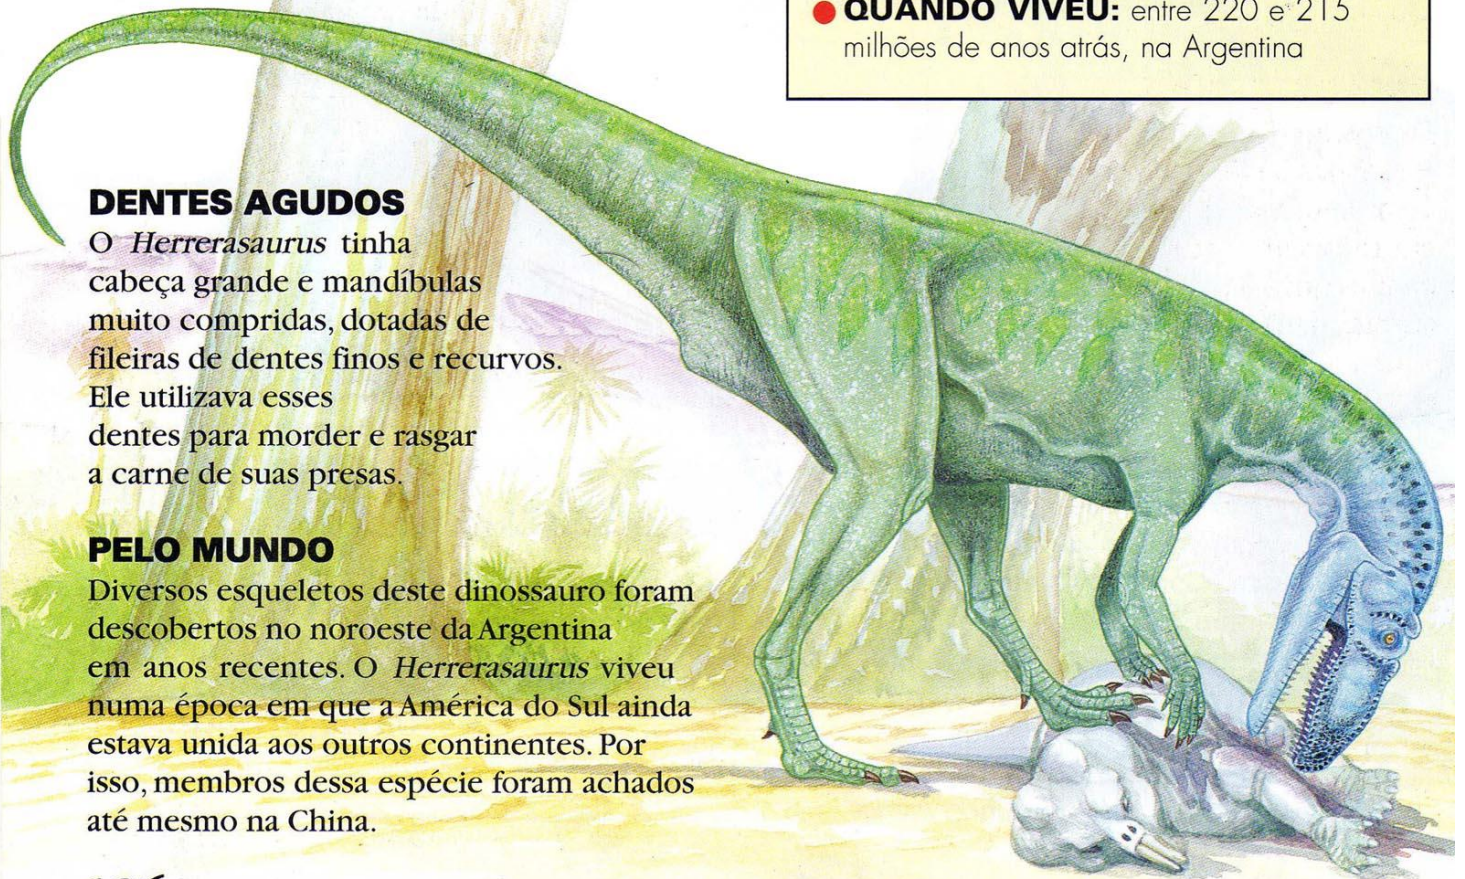 ● QUANDO VIVEU: entre 220 e 215
milhões de anos atrás, na Argentina
DENTES AGUDOS
O Herrerasaurus tinha
cabeça grande e mandíbulas
muito compridas, dotadas de
fileiras de dentes finos e recurvos.
Ele utilizava esses
dentes para morder e rasgar
a carne de suas presas.
PELO MUNDO
Diversos esqueletos deste dinossauro foram
descobertos no noroeste da Argentina
em anos recentes. O Herrerasaurus viveu
numa época em que a América do Sul ainda
estava unida aos outros continentes. Por
isso, membros dessa espécie foram achados
até mesmo na China.